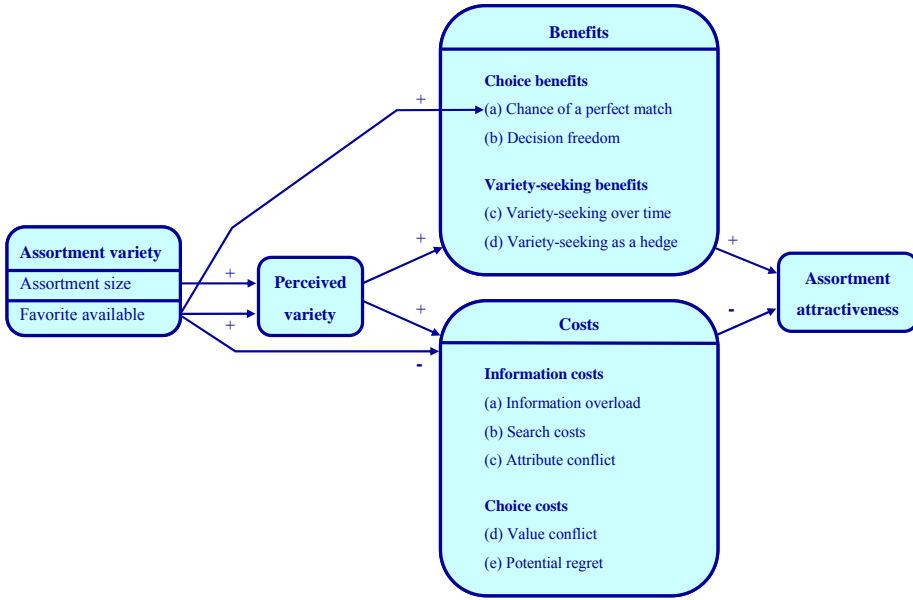 Benefits
Choice benefits
(a) Chance of a perfect match
(b) Decision freedom
Variety-seeking benefits
(c) Variety-seeking over time
(d) Variety-seeking as a hedge
+
+
+
Assortment variety
Assortment size
Favorite available
+
+
Perceived
variety
+
-
Assortment
attractiveness
-
Costs
Information costs
(a) Information overload
(b) Search costs
(c) Attribute conflict
Choice costs
(d) Value conflict
(e) Potential regret